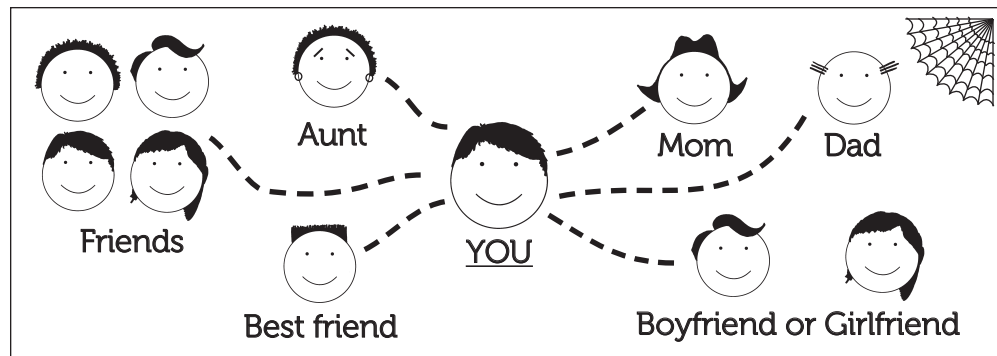 Aunt
Mom
Dad
Friends
YOU
Best friend
Boyfriend or Girlfriend